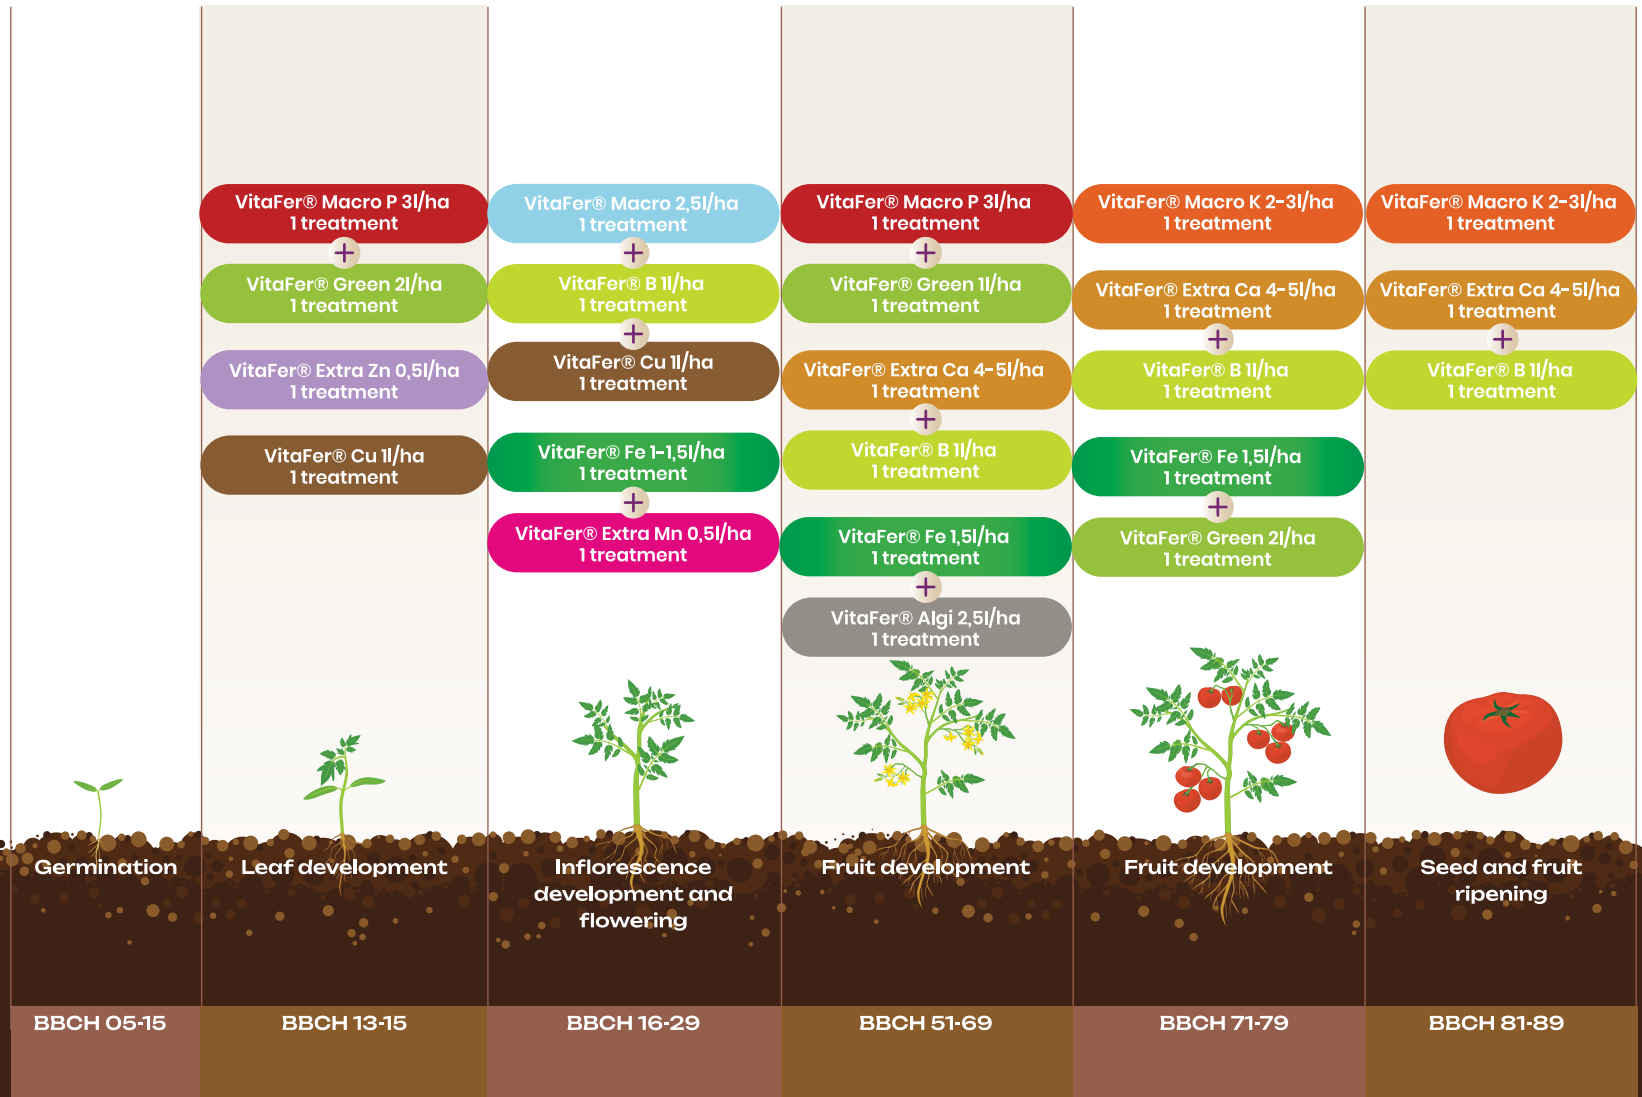 VitaFer® Macro P 3l/ha
1 treatment
+
VitaFer® Green 2l/ha
1 treatment
VitaFer® Extra Zn 0,5l/ha
1 treatment
VitaFer® Cu 1l/ha
1 treatment
VitaFer® Macro 2,5l/ha
1 treatment
+
VitaFer® B 1l/ha
1 treatment
+
VitaFer® Cu 1l/ha
1 treatment
VitaFer® Fe 1-1,5l/ha
1 treatment
+
VitaFer® Extra Mn 0,5l/ha
1 treatment
VitaFer® Macro P 3l/ha
1 treatment
+
VitaFer® Green 1l/ha
1 treatment
VitaFer® Extra Ca 4-5l/ha
1 treatment
+
VitaFer® B 1l/ha
1 treatment
VitaFer® Fe 1,5l/ha
1 treatment
+
VitaFer® Algi 2,5l/ha
1 treatment
VitaFer® Macro K 2-3l/ha
1 treatment
VitaFer® Extra Ca 4-5l/ha
1 treatment
+
VitaFer® B 1l/ha
1 treatment
VitaFer® Fe 1,5l/ha
1 treatment
+
VitaFer® Green 2l/ha
1 treatment
VitaFer® Macro K 2-3l/ha
1 treatment
VitaFer® Extra Ca 4-5l/ha
1 treatment
+
VitaFer® B 1l/ha
1 treatment
Germination
Leaf development
Inflorescence
development and
flowering
Fruit development
Fruit development
Seed and fruit
ripening
BBCH 05-15
BBCH 13-15
BBCH 16-29
BBCH 51-69
BBCH 71-79
BBCH 81-89